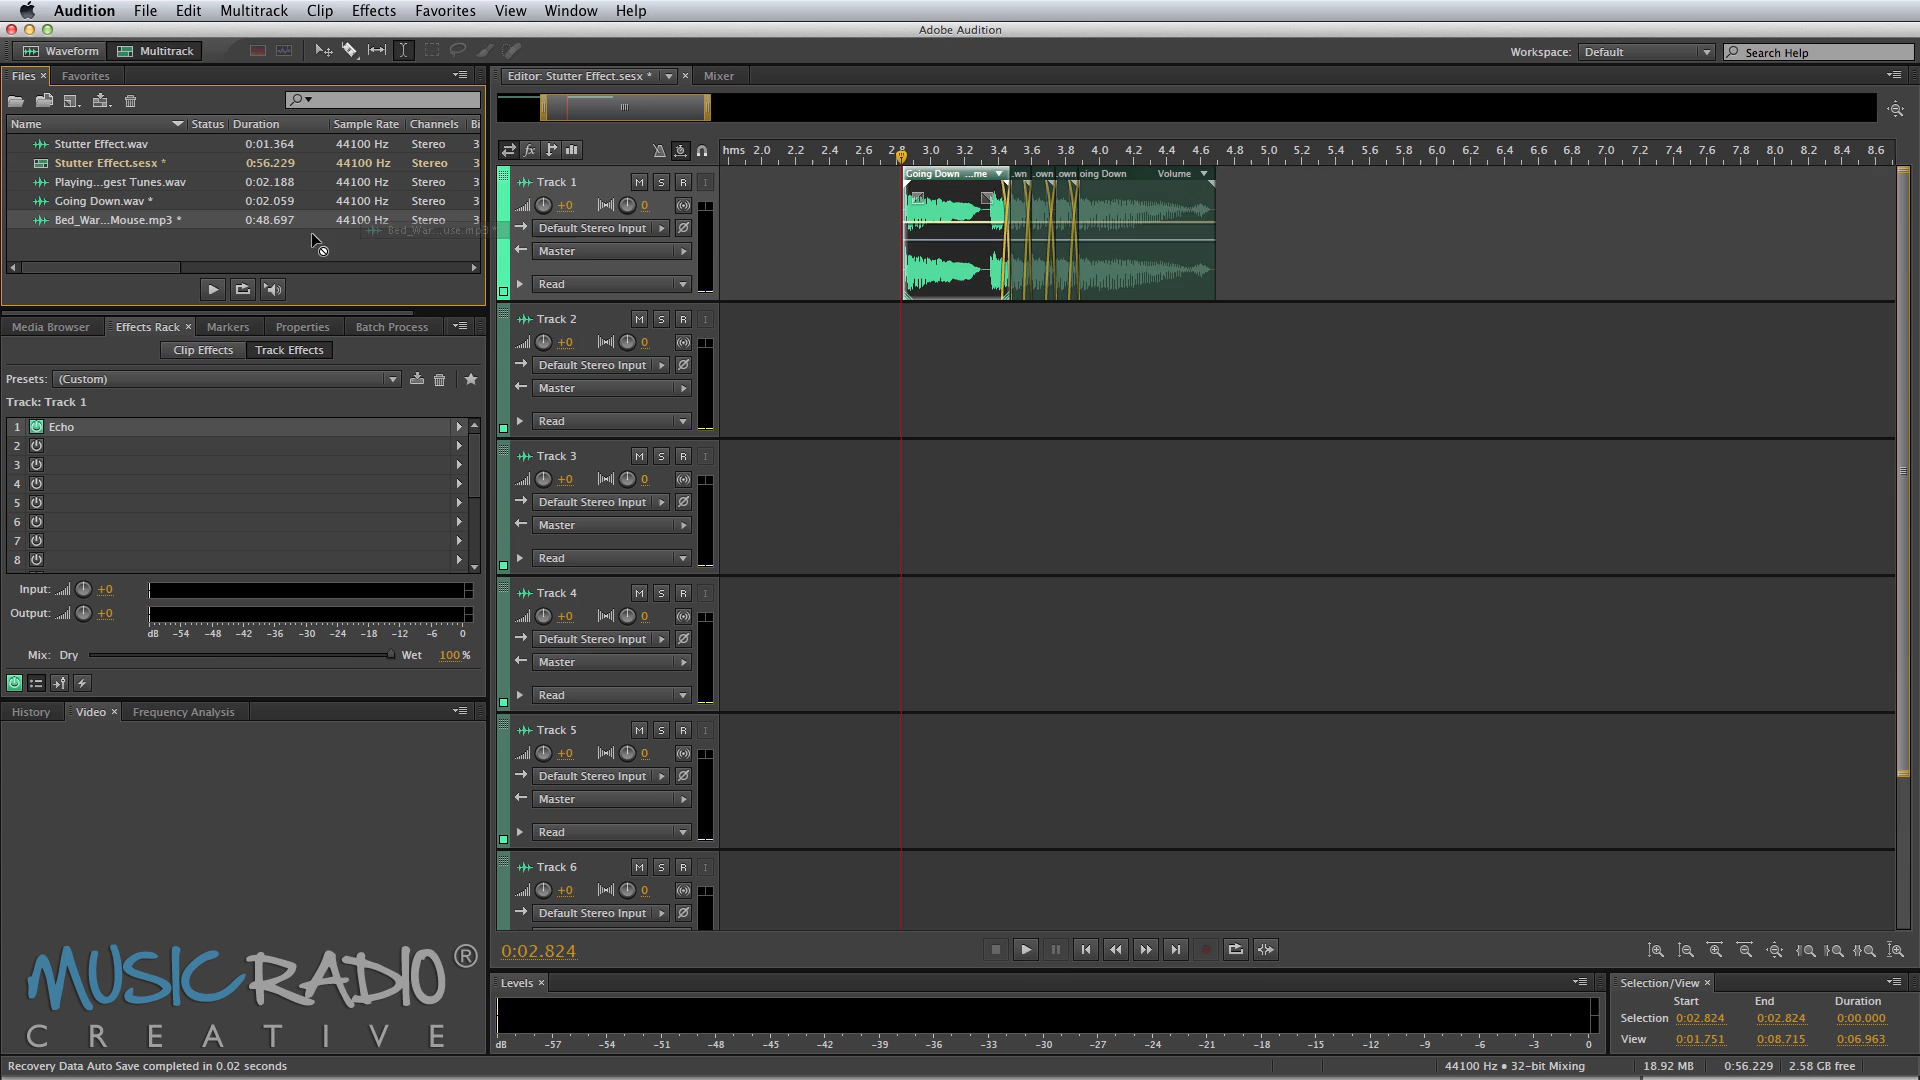 Audition File Edit Multitrack Clip Effects Favorites View Window Help
Adobe Audition
Waveform Multitrack Workspace: Default Search Help
Files × Favorites Editor: Stutter Effect.sesx * × Mixer
Name Status Duration Sample Rate Channels Bi
Stutter Effect.wav 0:01.364 44100 Hz Stereo 3
Stutter Effect.sesx * 0:56.229 44100 Hz Stereo 3
Playing...gest Tunes.wav 0:02.188 44100 Hz Stereo 3
Going Down.wav * 0:02.059 44100 Hz Stereo 3
Bed_War...Mouse.mp3 * 0:48.697 44100 Hz Stereo 3
Bed_War...use.mp3 *
fx hms 2.0 2.2 2.4 2.6 2.8 3.0 3.2 3.4 3.6 3.8 4.0 4.2 4.4 4.6 4.8 5.0 5.2 5.4 5.6 5.8 6.0 6.2 6.4 6.6 6.8 7.0 7.2 7.4 7.6 7.8 8.0 8.2 8.4 8.6
Going Down ...me .wn .own .own oing Down Volume
Track 1 M S R I
+0 0
Default Stereo Input
Master
Read
Track 2 M S R I
+0 0
Default Stereo Input
Master
Read
Track 3 M S R I
+0 0
Default Stereo Input
Master
Read
Track 4 M S R I
+0 0
Default Stereo Input
Master
Read
Track 5 M S R I
+0 0
Default Stereo Input
Master
Read
Track 6 M S R I
+0 0
Default Stereo Input
Media Browser Effects Rack × Markers Properties Batch Process
Clip Effects Track Effects
Presets: (Custom)
Track: Track 1
1 Echo
2
3
4
5
6
7
8
Input: +0
Output: +0
dB -54 -48 -42 -36 -30 -24 -18 -12 -6 0
Mix: Dry Wet 100 %
History Video × Frequency Analysis
MUSICRADIO®
CREATIVE
0:02.824
Levels ×
dB -57 -54 -51 -48 -45 -42 -39 -36 -33 -30 -27 -24 -21 -18 -15 -12 -9 -6 -3 0
Selection/View ×
Start End Duration
Selection 0:02.824 0:02.824 0:00.000
View 0:01.751 0:08.715 0:06.963
Recovery Data Auto Save completed in 0.02 seconds 44100 Hz ● 32-bit Mixing 18.92 MB 0:56.229 2.58 GB free